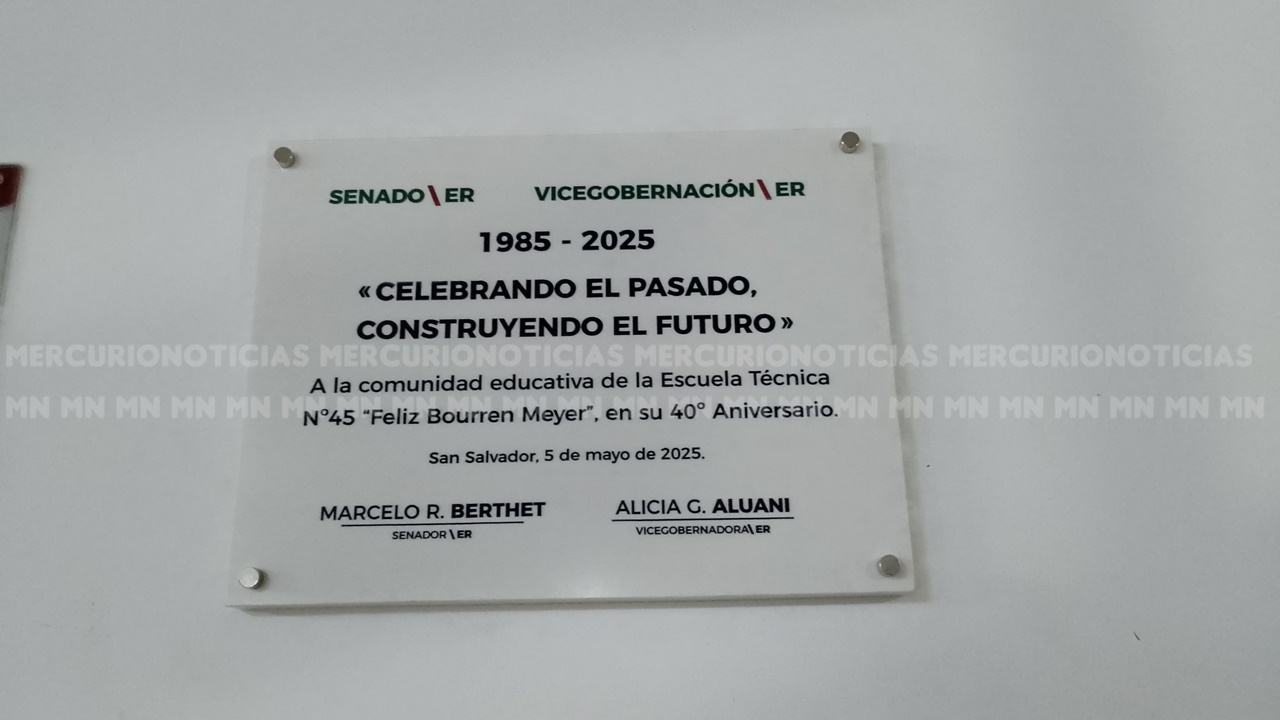 SENADO\ER VICEGOBERNACIÓN\ER
1985 - 2025
«CELEBRANDO EL PASADO,
CONSTRUYENDO EL FUTURO»
MERCURIONOTICIAS MERCURIONOTICIAS MERCURIONOTICIAS MERCURIONOTICIAS
A la comunidad educativa de la Escuela Técnica
MN MN MN MN MN MN MN MN MN MN MN MN MN MN MN MN MN MN MN MN MN MN MN MN
N°45 “Feliz Bourren Meyer”, en su 40° Aniversario.
San Salvador, 5 de mayo de 2025.
MARCELO R. BERTHET ALICIA G. ALUANI
SENADOR\ER VICEGOBERNADORA\ER